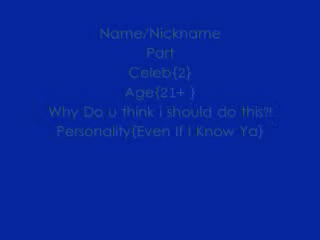 Name/Nickname
Part
Celeb{2}
Age{21+ }
Why Do u think i should do this?!
Personality{Even If I Know Ya}